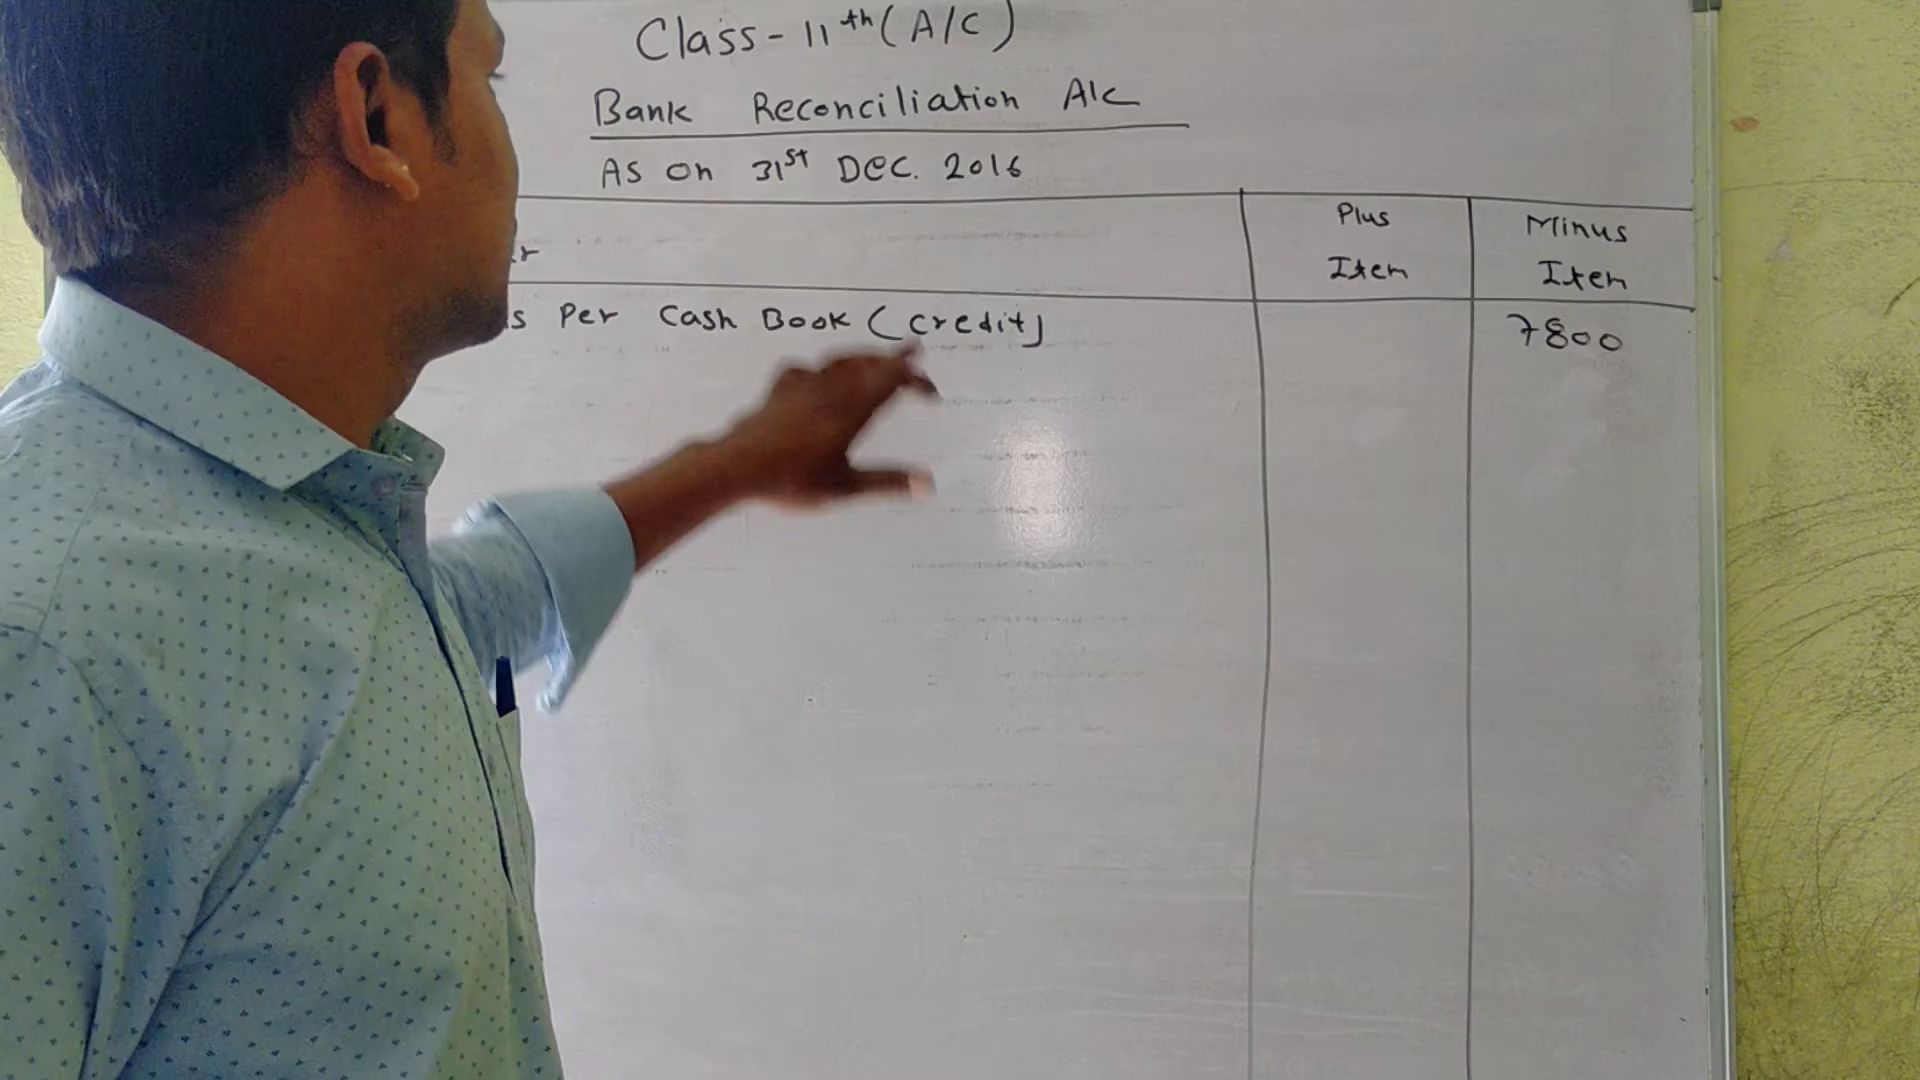 Class - 11th (A/C)
Bank Reconciliation A/c
As on 31st Dec. 2016
Plus Item
Minus Item
Per Cash Book (Credit)
7800